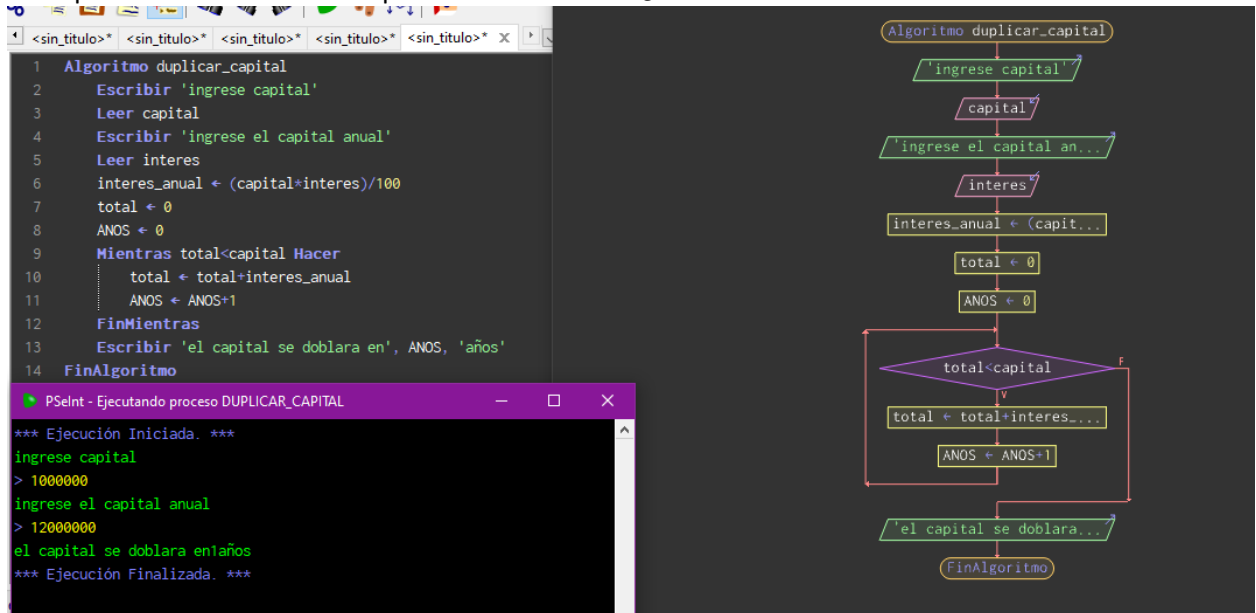 <sin_titulo>* <sin_titulo>* <sin_titulo>* <sin_titulo>* <sin_titulo>* X
1 Algoritmo duplicar_capital
2 Escribir 'ingrese capital'
3 Leer capital
4 Escribir 'ingrese el capital anual'
5 Leer interes
6 interes_anual ← (capital*interes)/100
7 total ← 0
8 ANOS ← 0
9 Mientras total<capital Hacer
10 total ← total+interes_anual
11 ANOS ← ANOS+1
12 FinMientras
13 Escribir 'el capital se doblara en', ANOS, 'años'
14 FinAlgoritmo
PSeInt - Ejecutando proceso DUPLICAR_CAPITAL
*** Ejecución Iniciada. ***
ingrese capital
> 1000000
ingrese el capital anual
> 12000000
el capital se doblara en1años
*** Ejecución Finalizada. ***
Algoritmo duplicar_capital
'ingrese capital'
capital
'ingrese el capital an...
interes
interes_anual ← (capit...
total ← 0
ANOS ← 0
total<capital
F
V
total ← total+interes_...
ANOS ← ANOS+1
'el capital se doblara...
FinAlgoritmo